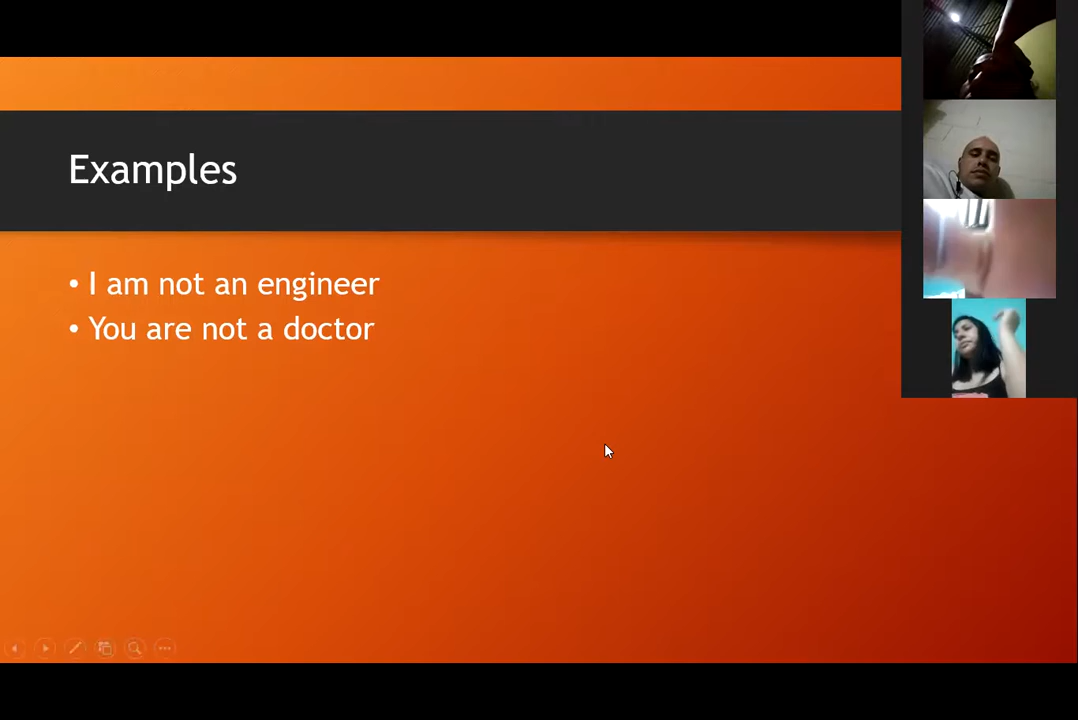 Examples
• I am not an engineer
• You are not a doctor